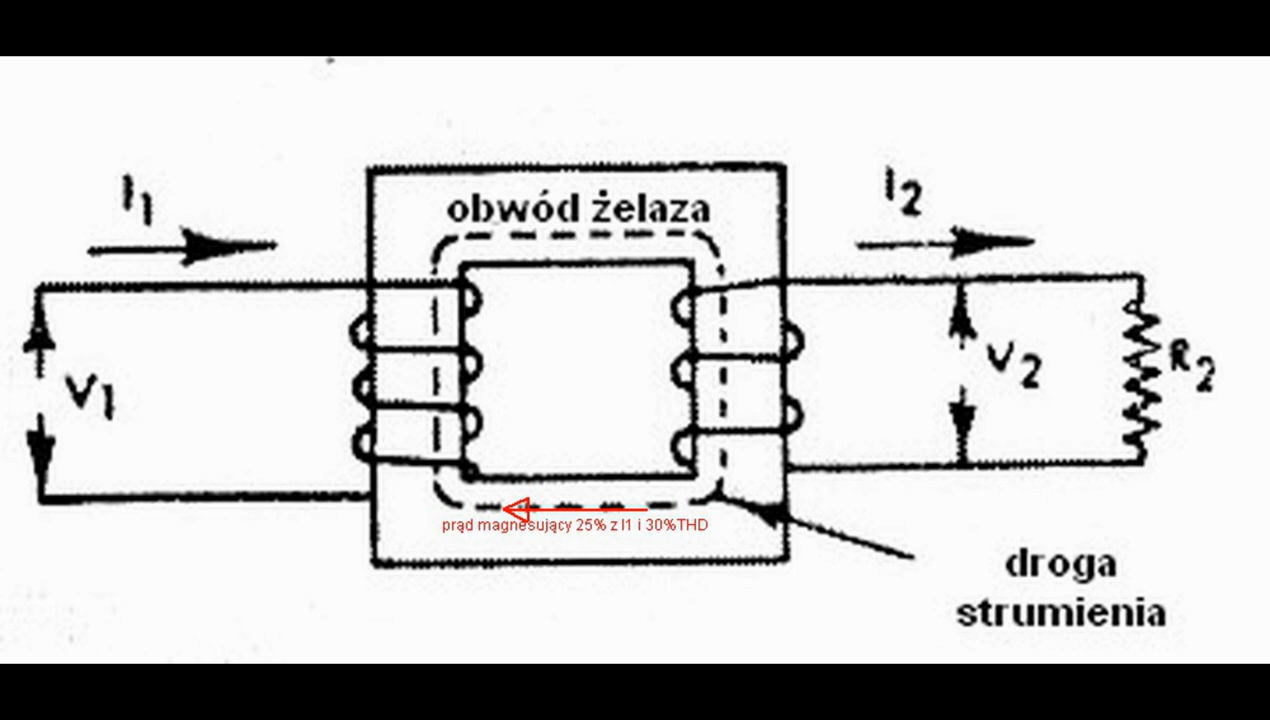 I1
I2
obwód żelaza
V1
V2
R2
prąd magnesujący 25% z I1 i 30%THD
droga
strumienia